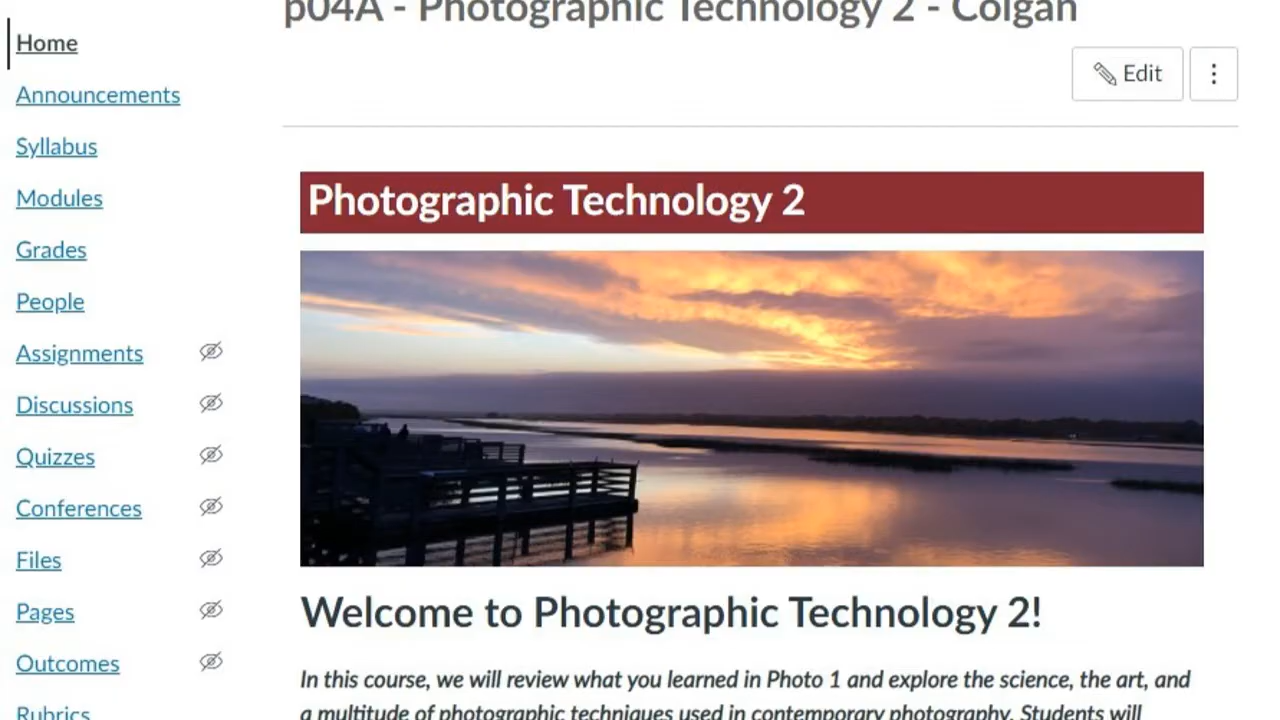 p04A - Photographic Technology 2 - Colgan
Home
Announcements
Syllabus
Modules
Grades
People
Assignments
Discussions
Quizzes
Conferences
Files
Pages
Outcomes
Rubrics
Edit
Photographic Technology 2
Welcome to Photographic Technology 2!
In this course, we will review what you learned in Photo 1 and explore the science, the art, and
a multitude of photographic techniques used in contemporary photography. Students will